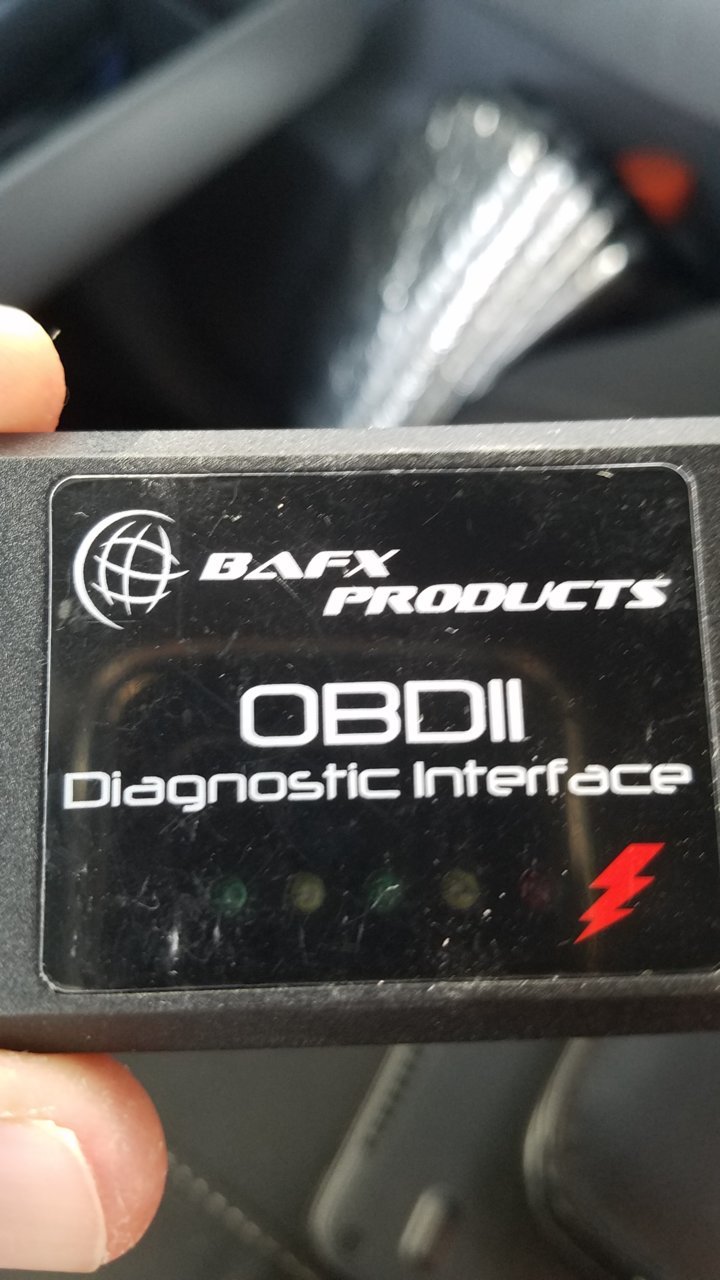 BAFX
PRODUCTS
OBDII
Diagnostic Interface